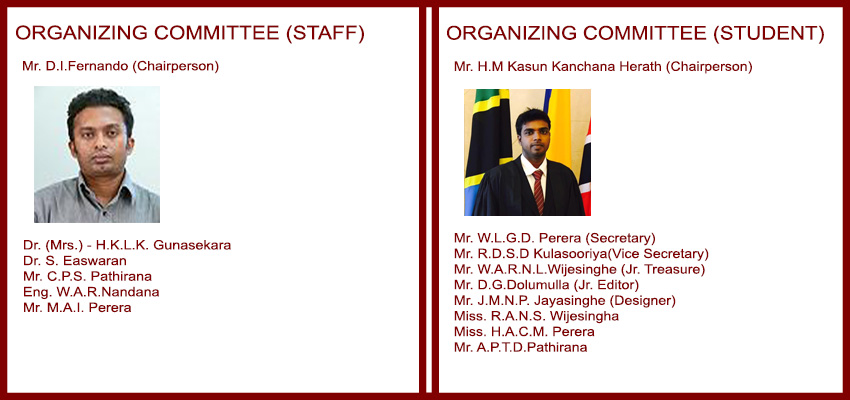 ORGANIZING COMMITTEE (STAFF)
Mr. D.I.Fernando (Chairperson)
Dr. (Mrs.) - H.K.L.K. Gunasekara
Dr. S. Easwaran
Mr. C.P.S. Pathirana
Eng. W.A.R.Nandana
Mr. M.A.I. Perera
ORGANIZING COMMITTEE (STUDENT)
Mr. H.M Kasun Kanchana Herath (Chairperson)
Mr. W.L.G.D. Perera (Secretary)
Mr. R.D.S.D Kulasooriya(Vice Secretary)
Mr. W.A.R.N.L.Wijesinghe (Jr. Treasure)
Mr. D.G.Dolumulla (Jr. Editor)
Mr. J.M.N.P. Jayasinghe (Designer)
Miss. R.A.N.S. Wijesingha
Miss. H.A.C.M. Perera
Mr. A.P.T.D.Pathirana